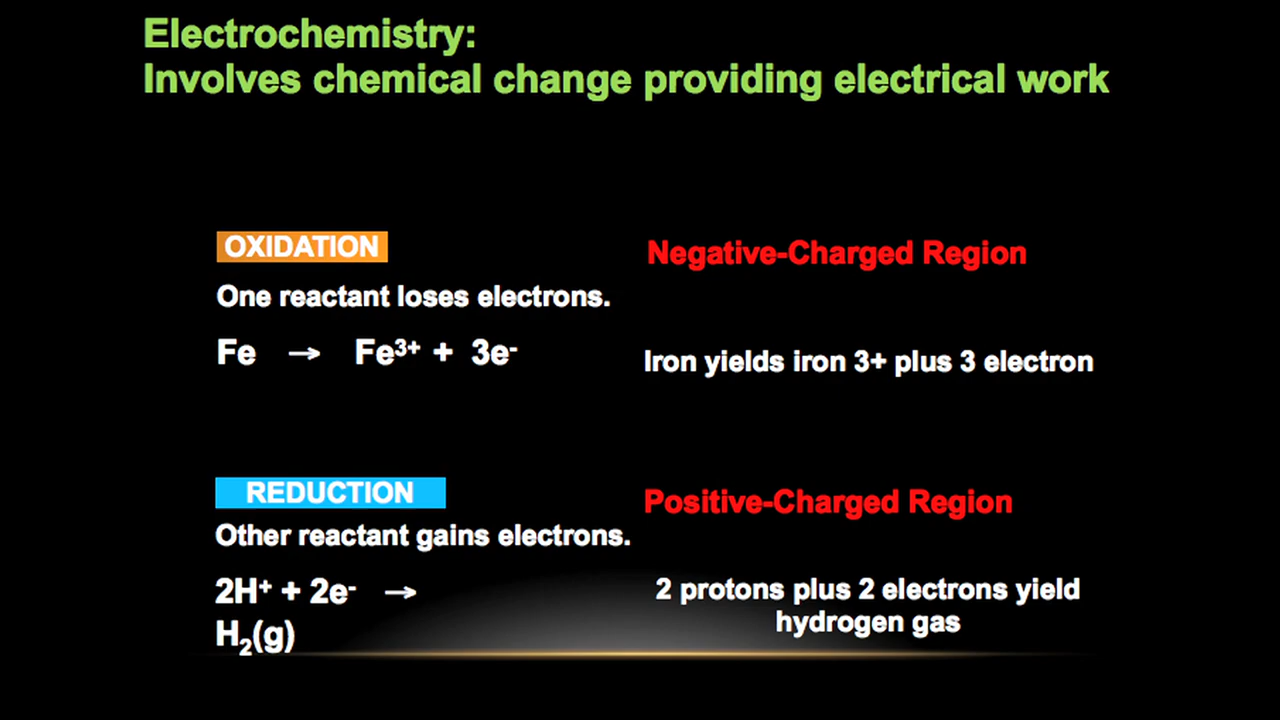 Electrochemistry:
Involves chemical change providing electrical work
OXIDATION
One reactant loses electrons.
Fe → Fe³⁺ + 3e⁻
Negative-Charged Region
Iron yields iron 3+ plus 3 electron
REDUCTION
Other reactant gains electrons.
2H⁺ + 2e⁻ →
H₂(g)
Positive-Charged Region
2 protons plus 2 electrons yield
hydrogen gas